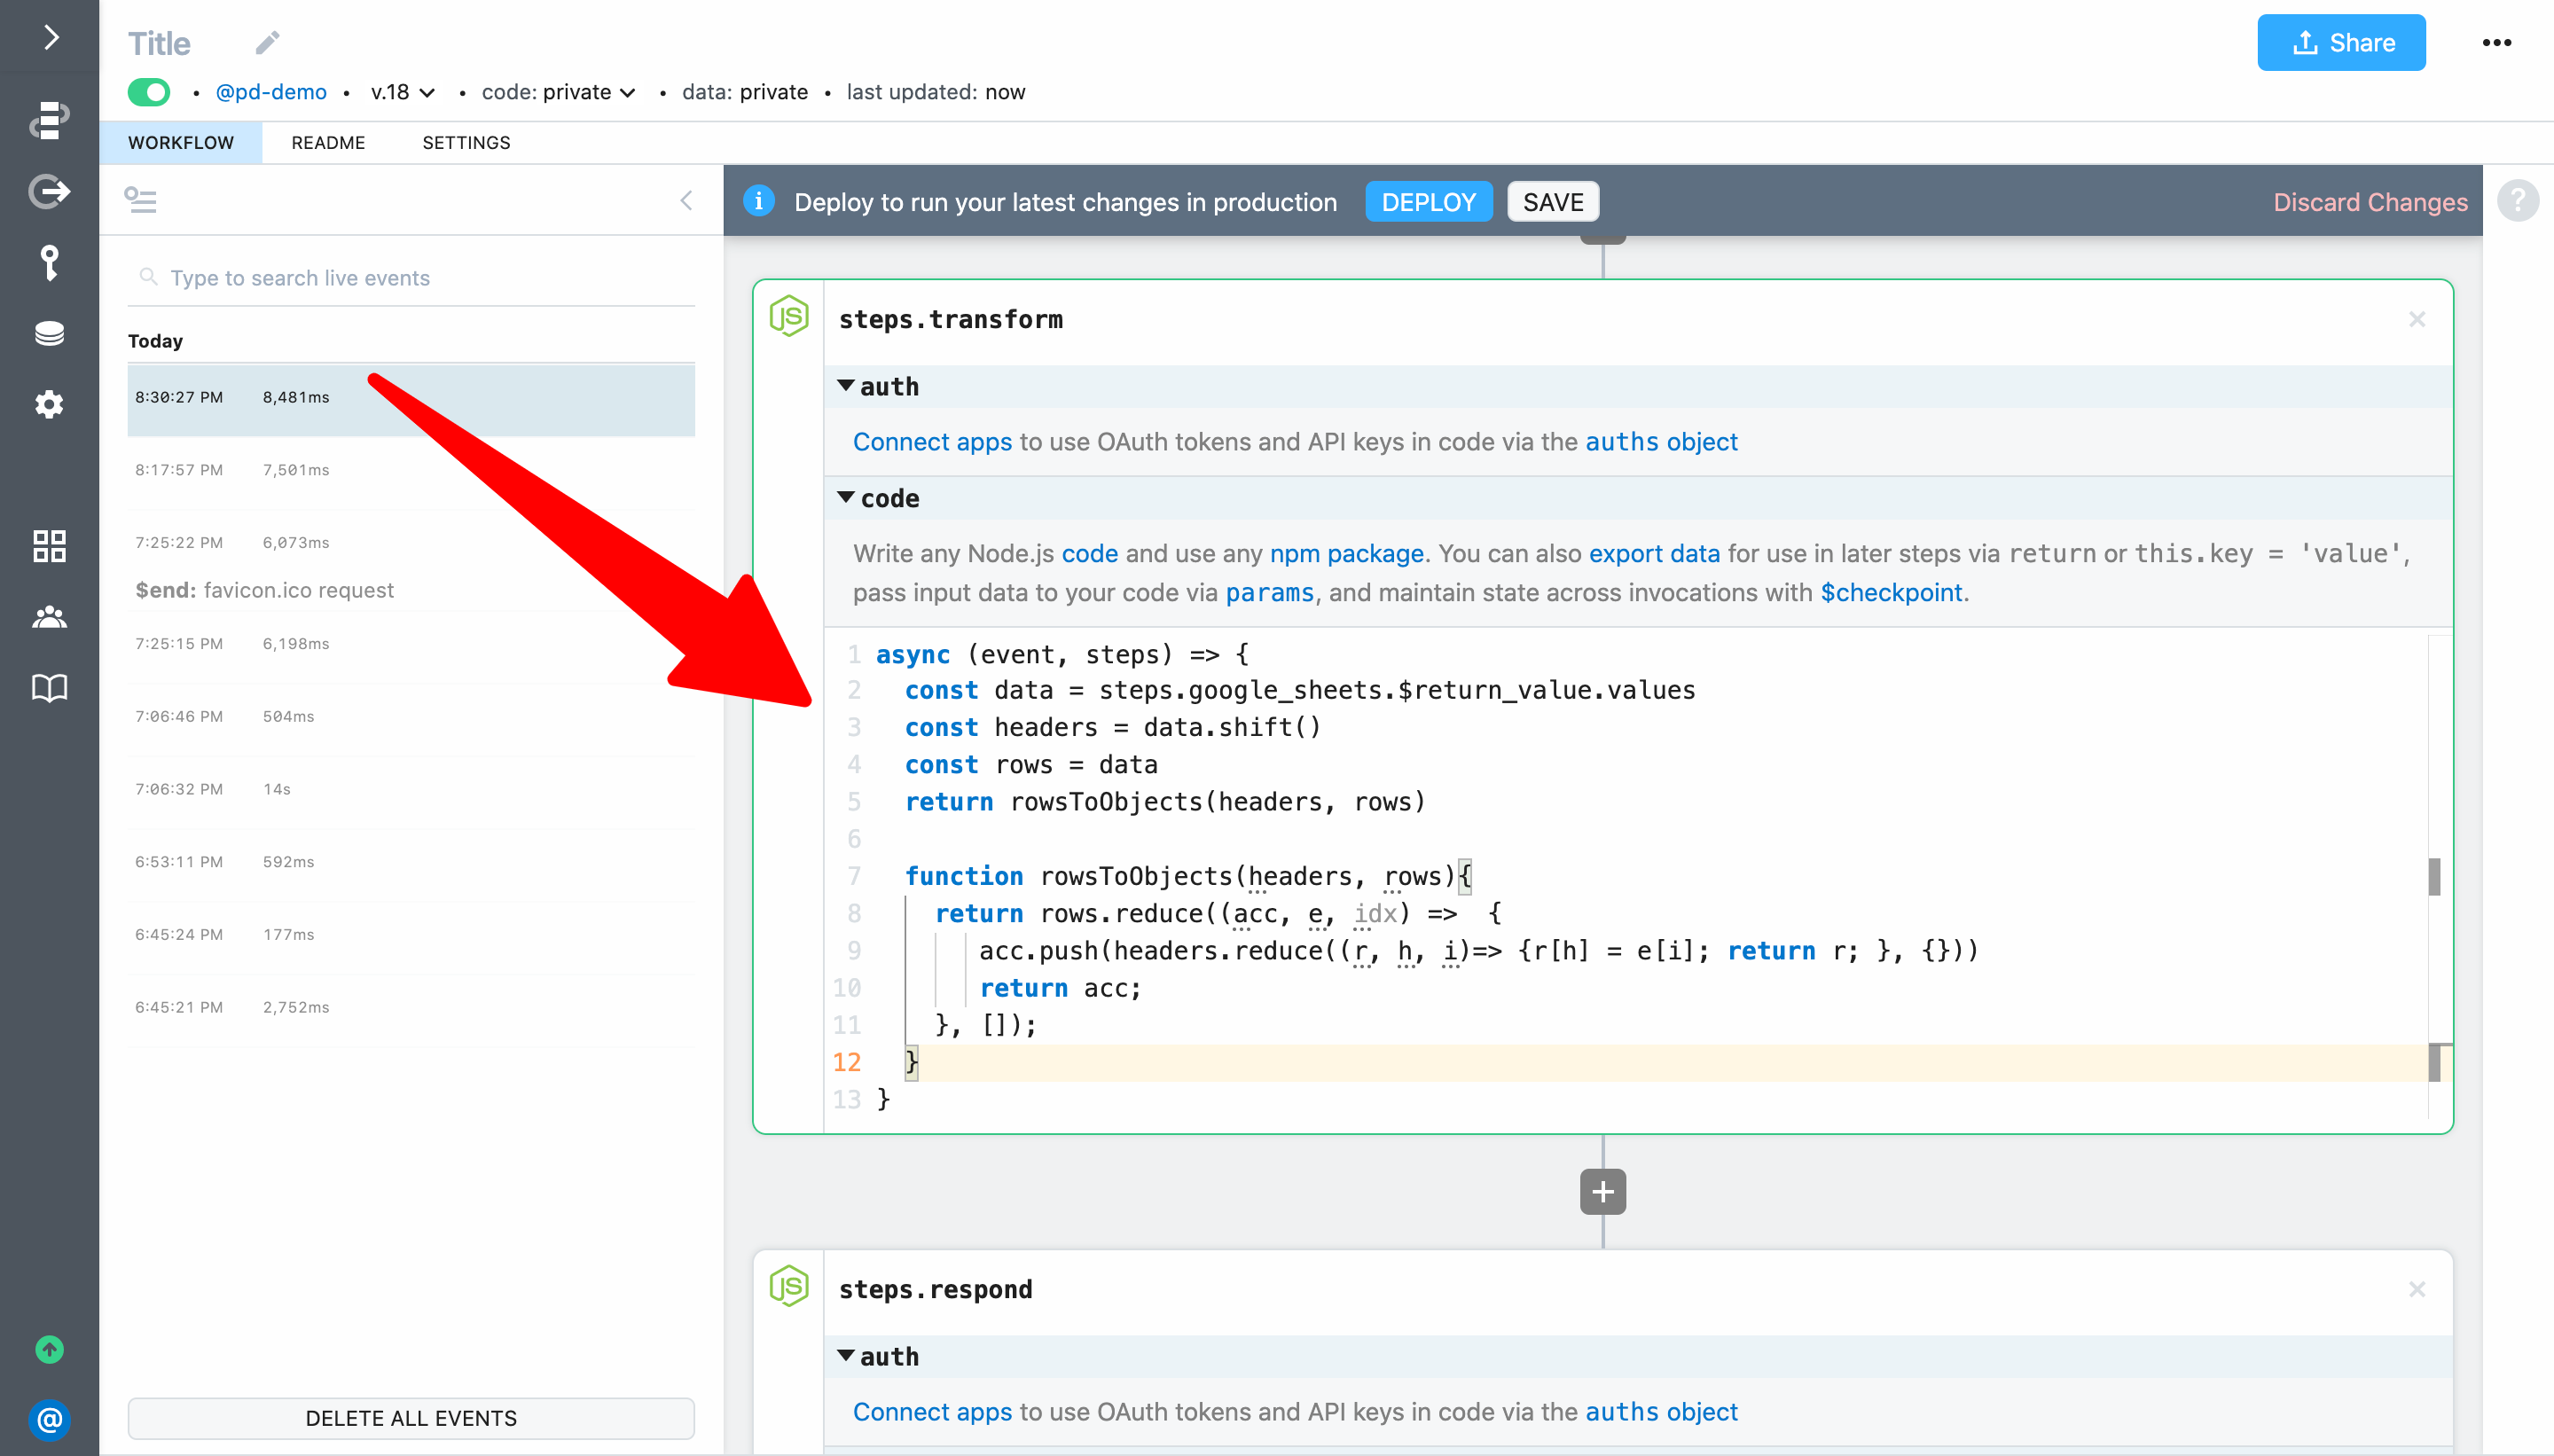 Title
Share
@pd-demo • v.18 • code: private • data: private • last updated: now
WORKFLOW README SETTINGS
Deploy to run your latest changes in production DEPLOY SAVE Discard Changes ?
Type to search live events
Today
8:30:27 PM 8,481ms
8:17:57 PM 7,501ms
7:25:22 PM 6,073ms
$end: favicon.ico request
7:25:15 PM 6,198ms
7:06:46 PM 504ms
7:06:32 PM 14s
6:53:11 PM 592ms
6:45:24 PM 177ms
6:45:21 PM 2,752ms
DELETE ALL EVENTS
@
JS steps.transform
auth
Connect apps to use OAuth tokens and API keys in code via the auths object
code
Write any Node.js code and use any npm package. You can also export data for use in later steps via return or this.key = 'value',
pass input data to your code via params, and maintain state across invocations with $checkpoint.
1 async (event, steps) => {
2 const data = steps.google_sheets.$return_value.values
3 const headers = data.shift()
4 const rows = data
5 return rowsToObjects(headers, rows)
6
7 function rowsToObjects(headers, rows){
8 return rows.reduce((acc, e, idx) =>  {
9 acc.push(headers.reduce((r, h, i)=> {r[h] = e[i]; return r; }, {}))
10 return acc;
11 }, []);
12 }
13 }
JS steps.respond
auth
Connect apps to use OAuth tokens and API keys in code via the auths object